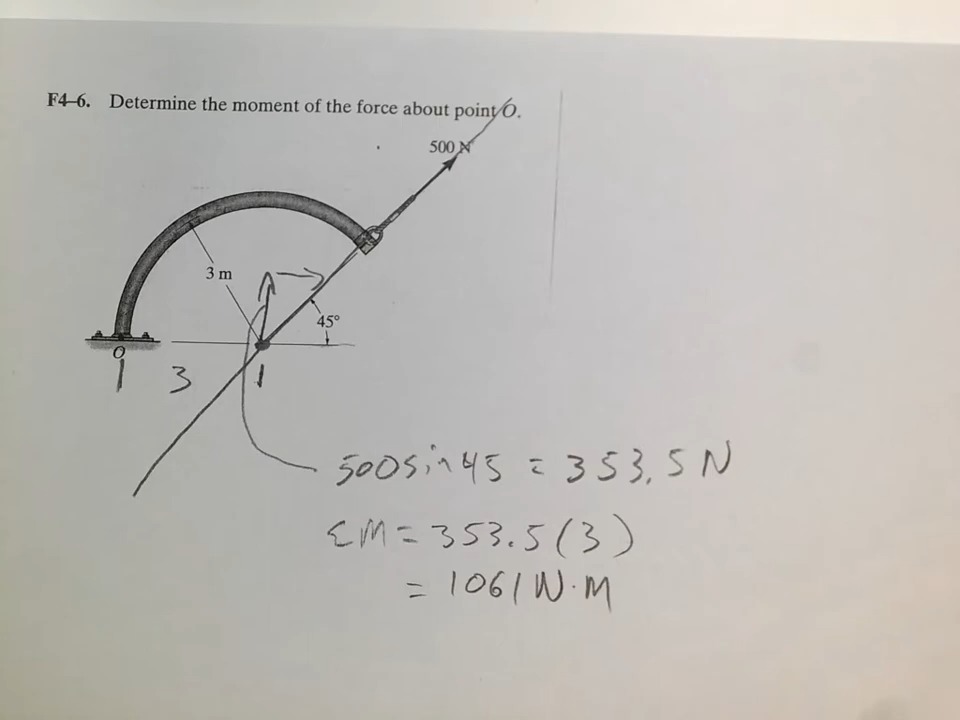 F4–6. Determine the moment of the force about point O.
500 N
3 m
45°
O
3
500sin45 = 353.5 N
ΣM = 353.5(3)
= 1061 N·M